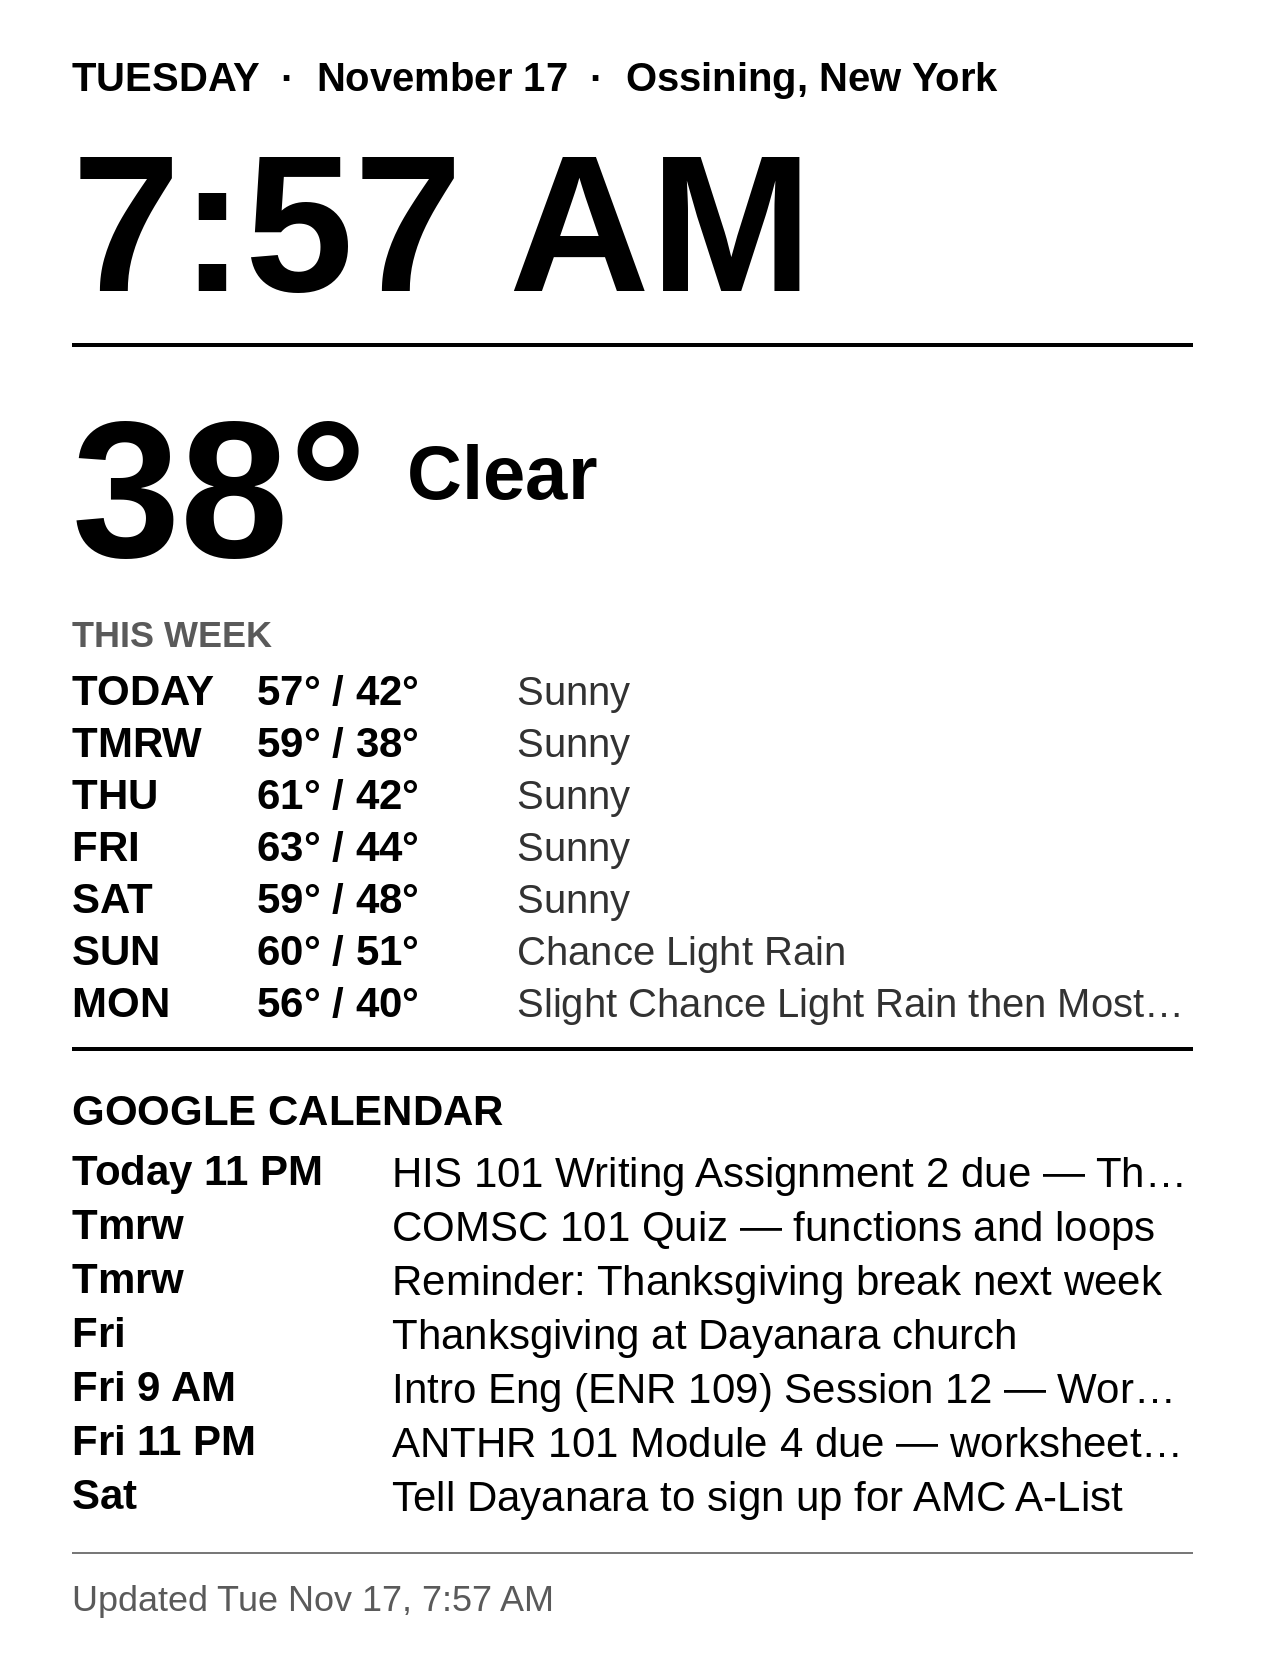 TUESDAY · November 17 · Ossining, New York
7:57 AM
38° Clear
THIS WEEK
TODAY 57° / 42° Sunny
TMRW 59° / 38° Sunny
THU 61° / 42° Sunny
FRI 63° / 44° Sunny
SAT 59° / 48° Sunny
SUN 60° / 51° Chance Light Rain
MON 56° / 40° Slight Chance Light Rain then Most…
GOOGLE CALENDAR
Today 11 PM HIS 101 Writing Assignment 2 due — Th…
Tmrw COMSC 101 Quiz — functions and loops
Tmrw Reminder: Thanksgiving break next week
Fri Thanksgiving at Dayanara church
Fri 9 AM Intro Eng (ENR 109) Session 12 — Wor…
Fri 11 PM ANTHR 101 Module 4 due — worksheet…
Sat Tell Dayanara to sign up for AMC A-List
Updated Tue Nov 17, 7:57 AM